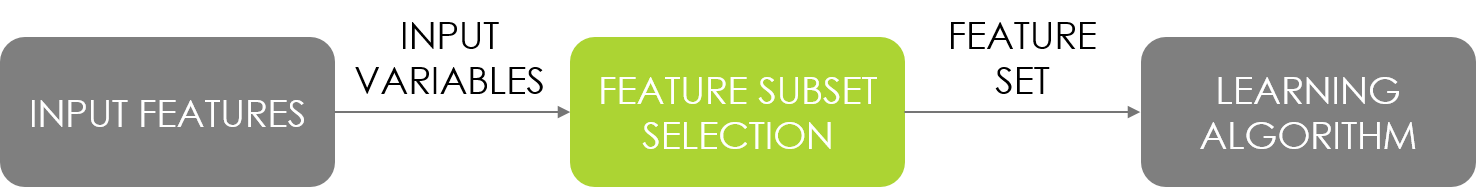 INPUT FEATURES
INPUT
VARIABLES
FEATURE SUBSET
SELECTION
FEATURE
SET
LEARNING
ALGORITHM